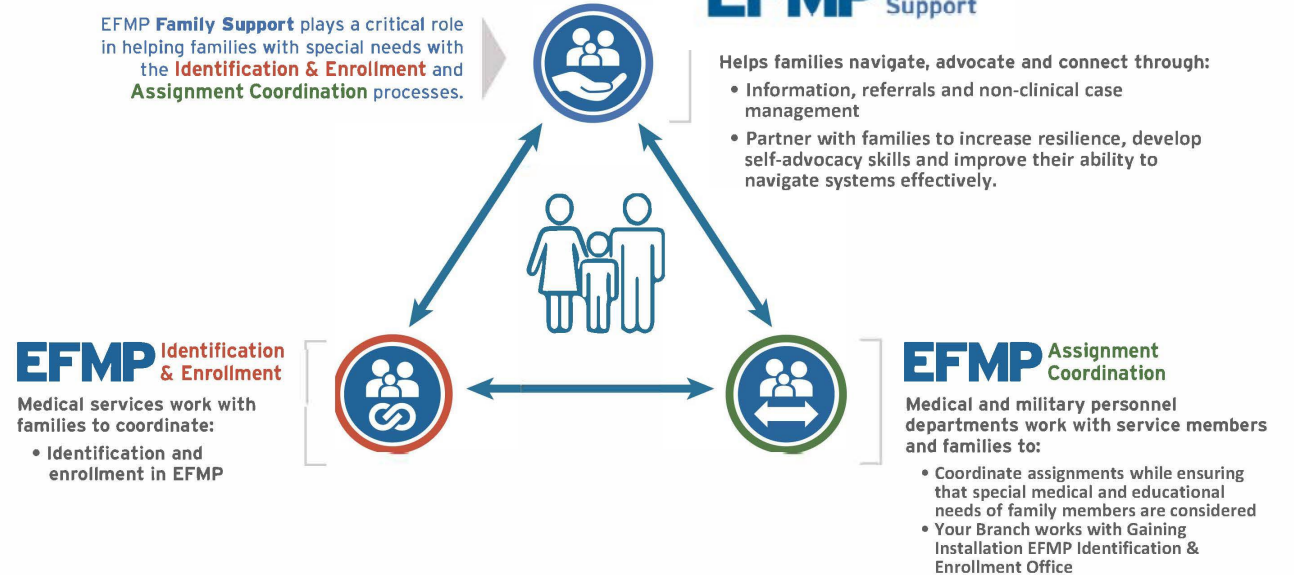 EFMP Family Support plays a critical role
in helping families with special needs with
the Identification & Enrollment and
Assignment Coordination processes.
EFMP Support
Helps families navigate, advocate and connect through:
• Information, referrals and non-clinical case
management
• Partner with families to increase resilience, develop
self-advocacy skills and improve their ability to
navigate systems effectively.
EFMP Identification
& Enrollment
Medical services work with
families to coordinate:
• Identification and
enrollment in EFMP
EFMP Assignment
Coordination
Medical and military personnel
departments work with service members
and families to:
• Coordinate assignments while ensuring
that special medical and educational
needs of family members are considered
• Your Branch works with Gaining
Installation EFMP Identification &
Enrollment Office